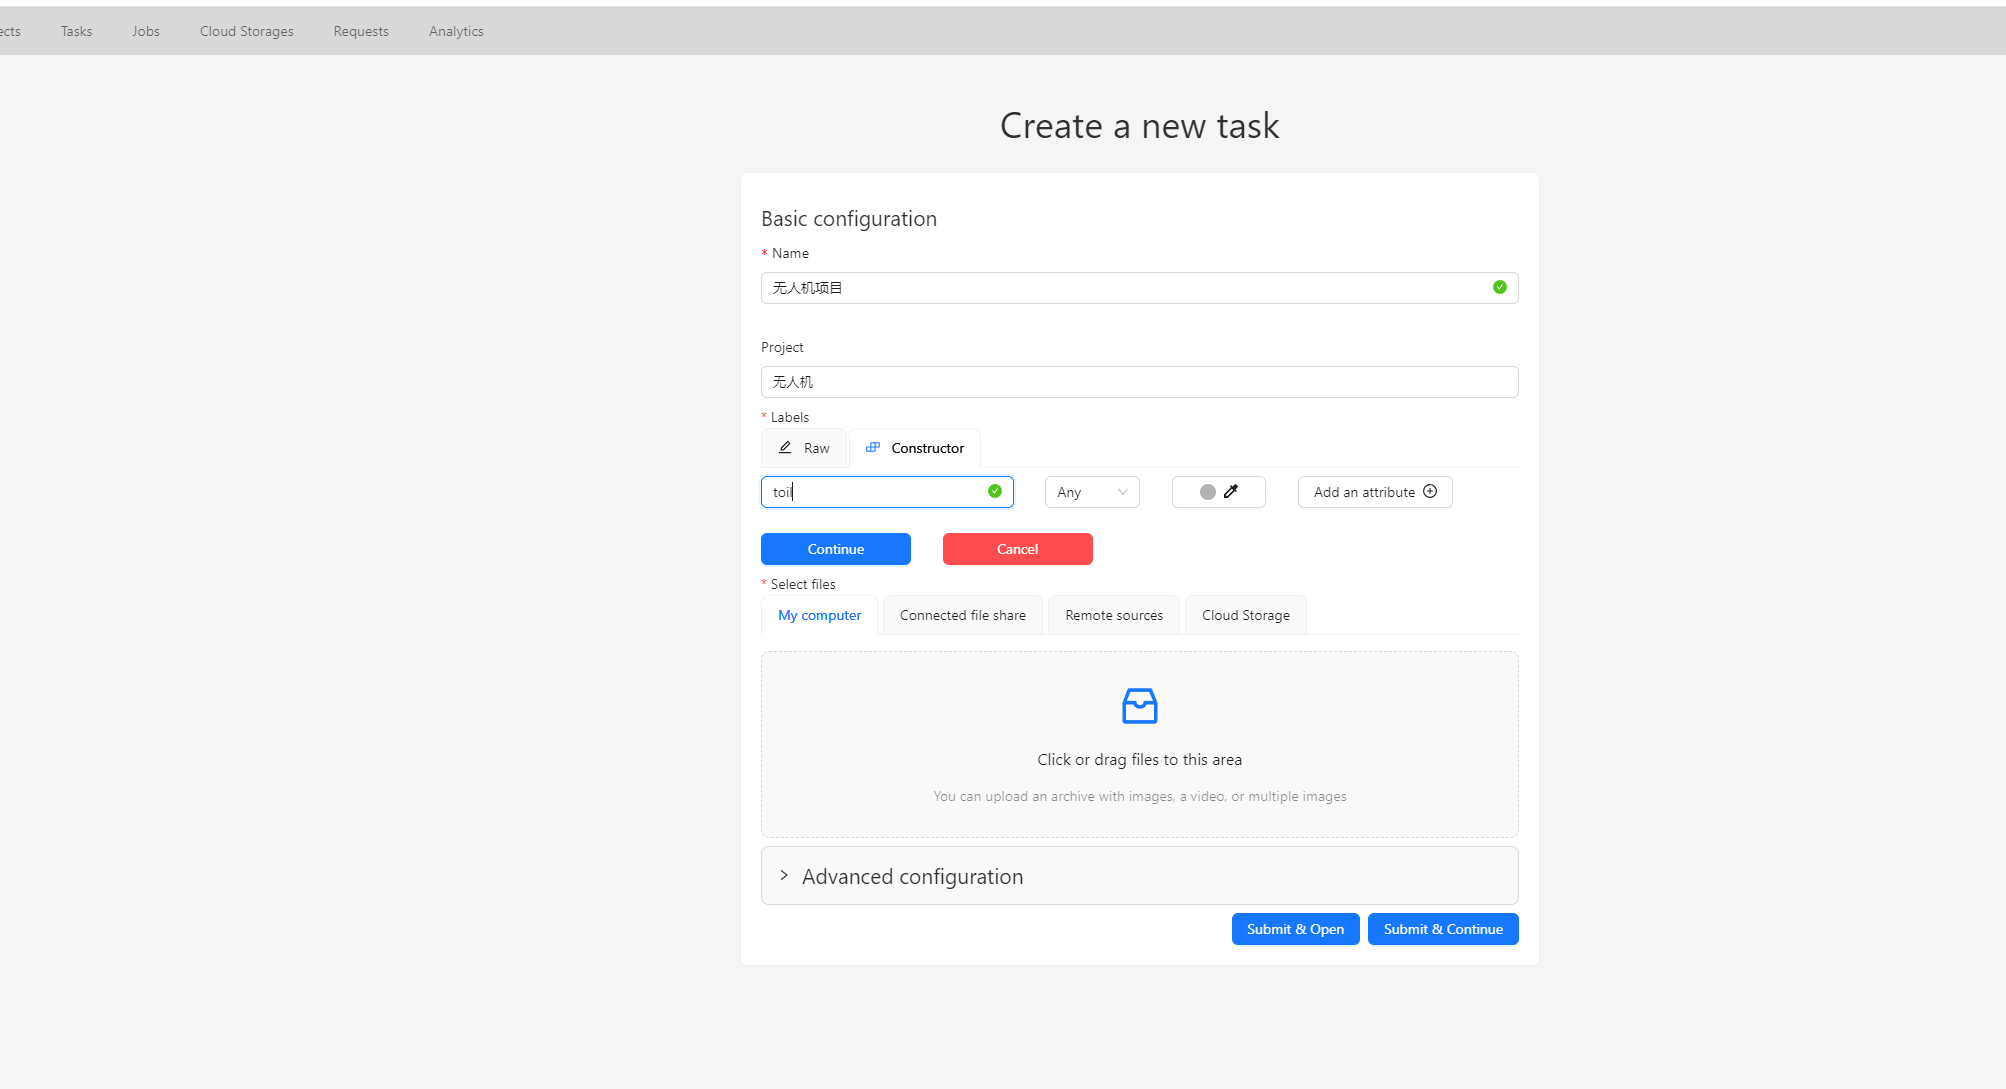 ects Tasks Jobs Cloud Storages Requests Analytics
Create a new task
Basic configuration
* Name
无人机项目
Project
无人机
* Labels
Raw Constructor
toil Any Add an attribute
Continue Cancel
* Select files
My computer Connected file share Remote sources Cloud Storage
Click or drag files to this area
You can upload an archive with images, a video, or multiple images
Advanced configuration
Submit & Open Submit & Continue